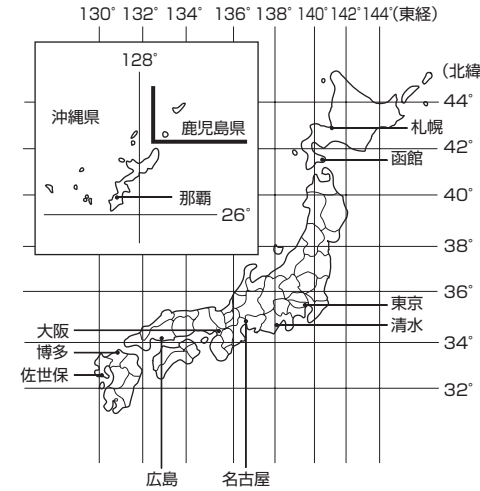 130° 132° 134° 136° 138° 140° 142° 144°(東経)
(北緯
128°
44°
沖縄県
鹿児島県
札幌
42°
函館
那覇
40°
26°
38°
36°
東京
大阪
清水
34°
博多
佐世保
32°
広島
名古屋